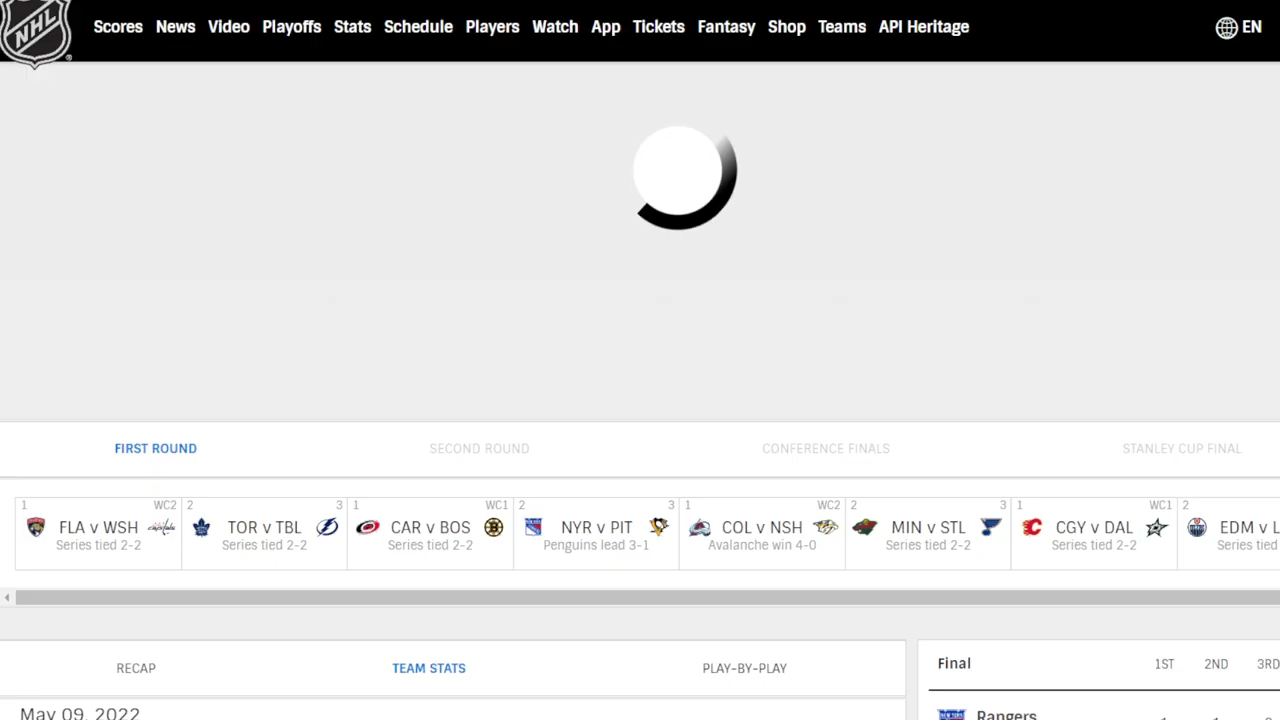 NHL
Scores News Video Playoffs Stats Schedule Players Watch App Tickets Fantasy Shop Teams API Heritage EN
FIRST ROUND SECOND ROUND CONFERENCE FINALS STANLEY CUP FINAL
1 WC2 2 3 1 WC1 2 3 1 WC2 2 3 1 WC1 2
FLA v WSH capitals TOR v TBL CAR v BOS NYR v PIT COL v NSH MIN v STL CGY v DAL EDM v L
Series tied 2-2 Series tied 2-2 Series tied 2-2 Penguins lead 3-1 Avalanche win 4-0 Series tied 2-2 Series tied 2-2 Series tied
RECAP TEAM STATS PLAY-BY-PLAY
Final 1ST 2ND 3RD
May 09, 2022
Rangers